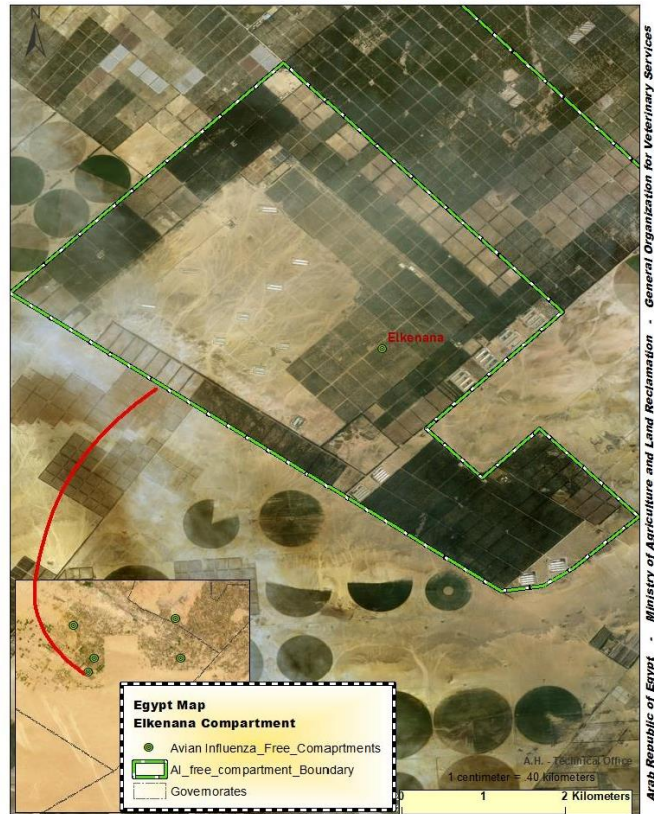 Elkenana
Egypt Map
Elkenana Compartment
Avian Influenza_Free_Comaprtments
AI_free_compartment_Boundary
Governorates
A.H. - Technical Office
1 centimeter = .40 kilometers
0 1 2 Kilometers
Arab Republic of Egypt - Ministry of Agriculture and Land Reclamation - General Organization for Veterinary Services